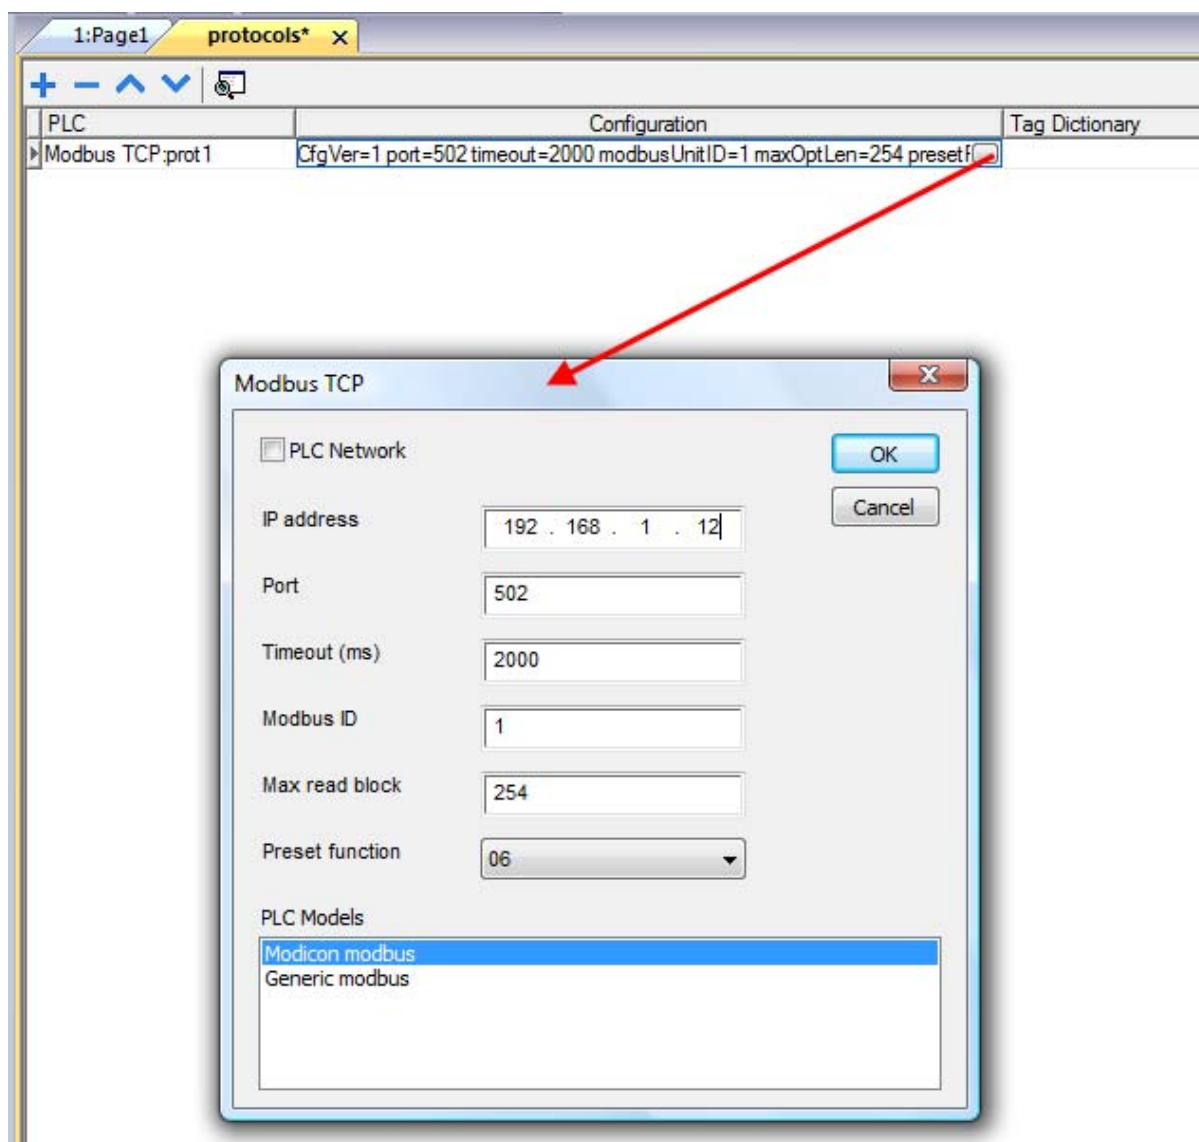 1:Page1 protocols* x
PLC Configuration Tag Dictionary
Modbus TCP:prot1 CfgVer=1 port=502 timeout=2000 modbusUnitID=1 maxOptLen=254 preset
Modbus TCP
PLC Network OK
IP address 192 . 168 . 1 . 12 Cancel
Port 502
Timeout (ms) 2000
Modbus ID 1
Max read block 254
Preset function 06
PLC Models
Modicon modbus
Generic modbus